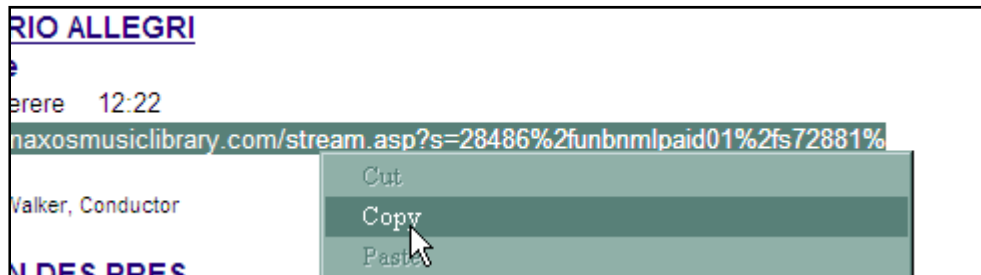 RIO ALLEGRI
e
erere 12:22
naxosmusiclibrary.com/stream.asp?s=28486%2funbnmlpaid01%2fs72881%
Cut
Walker, Conductor
Copy
Paste
N DES PRES